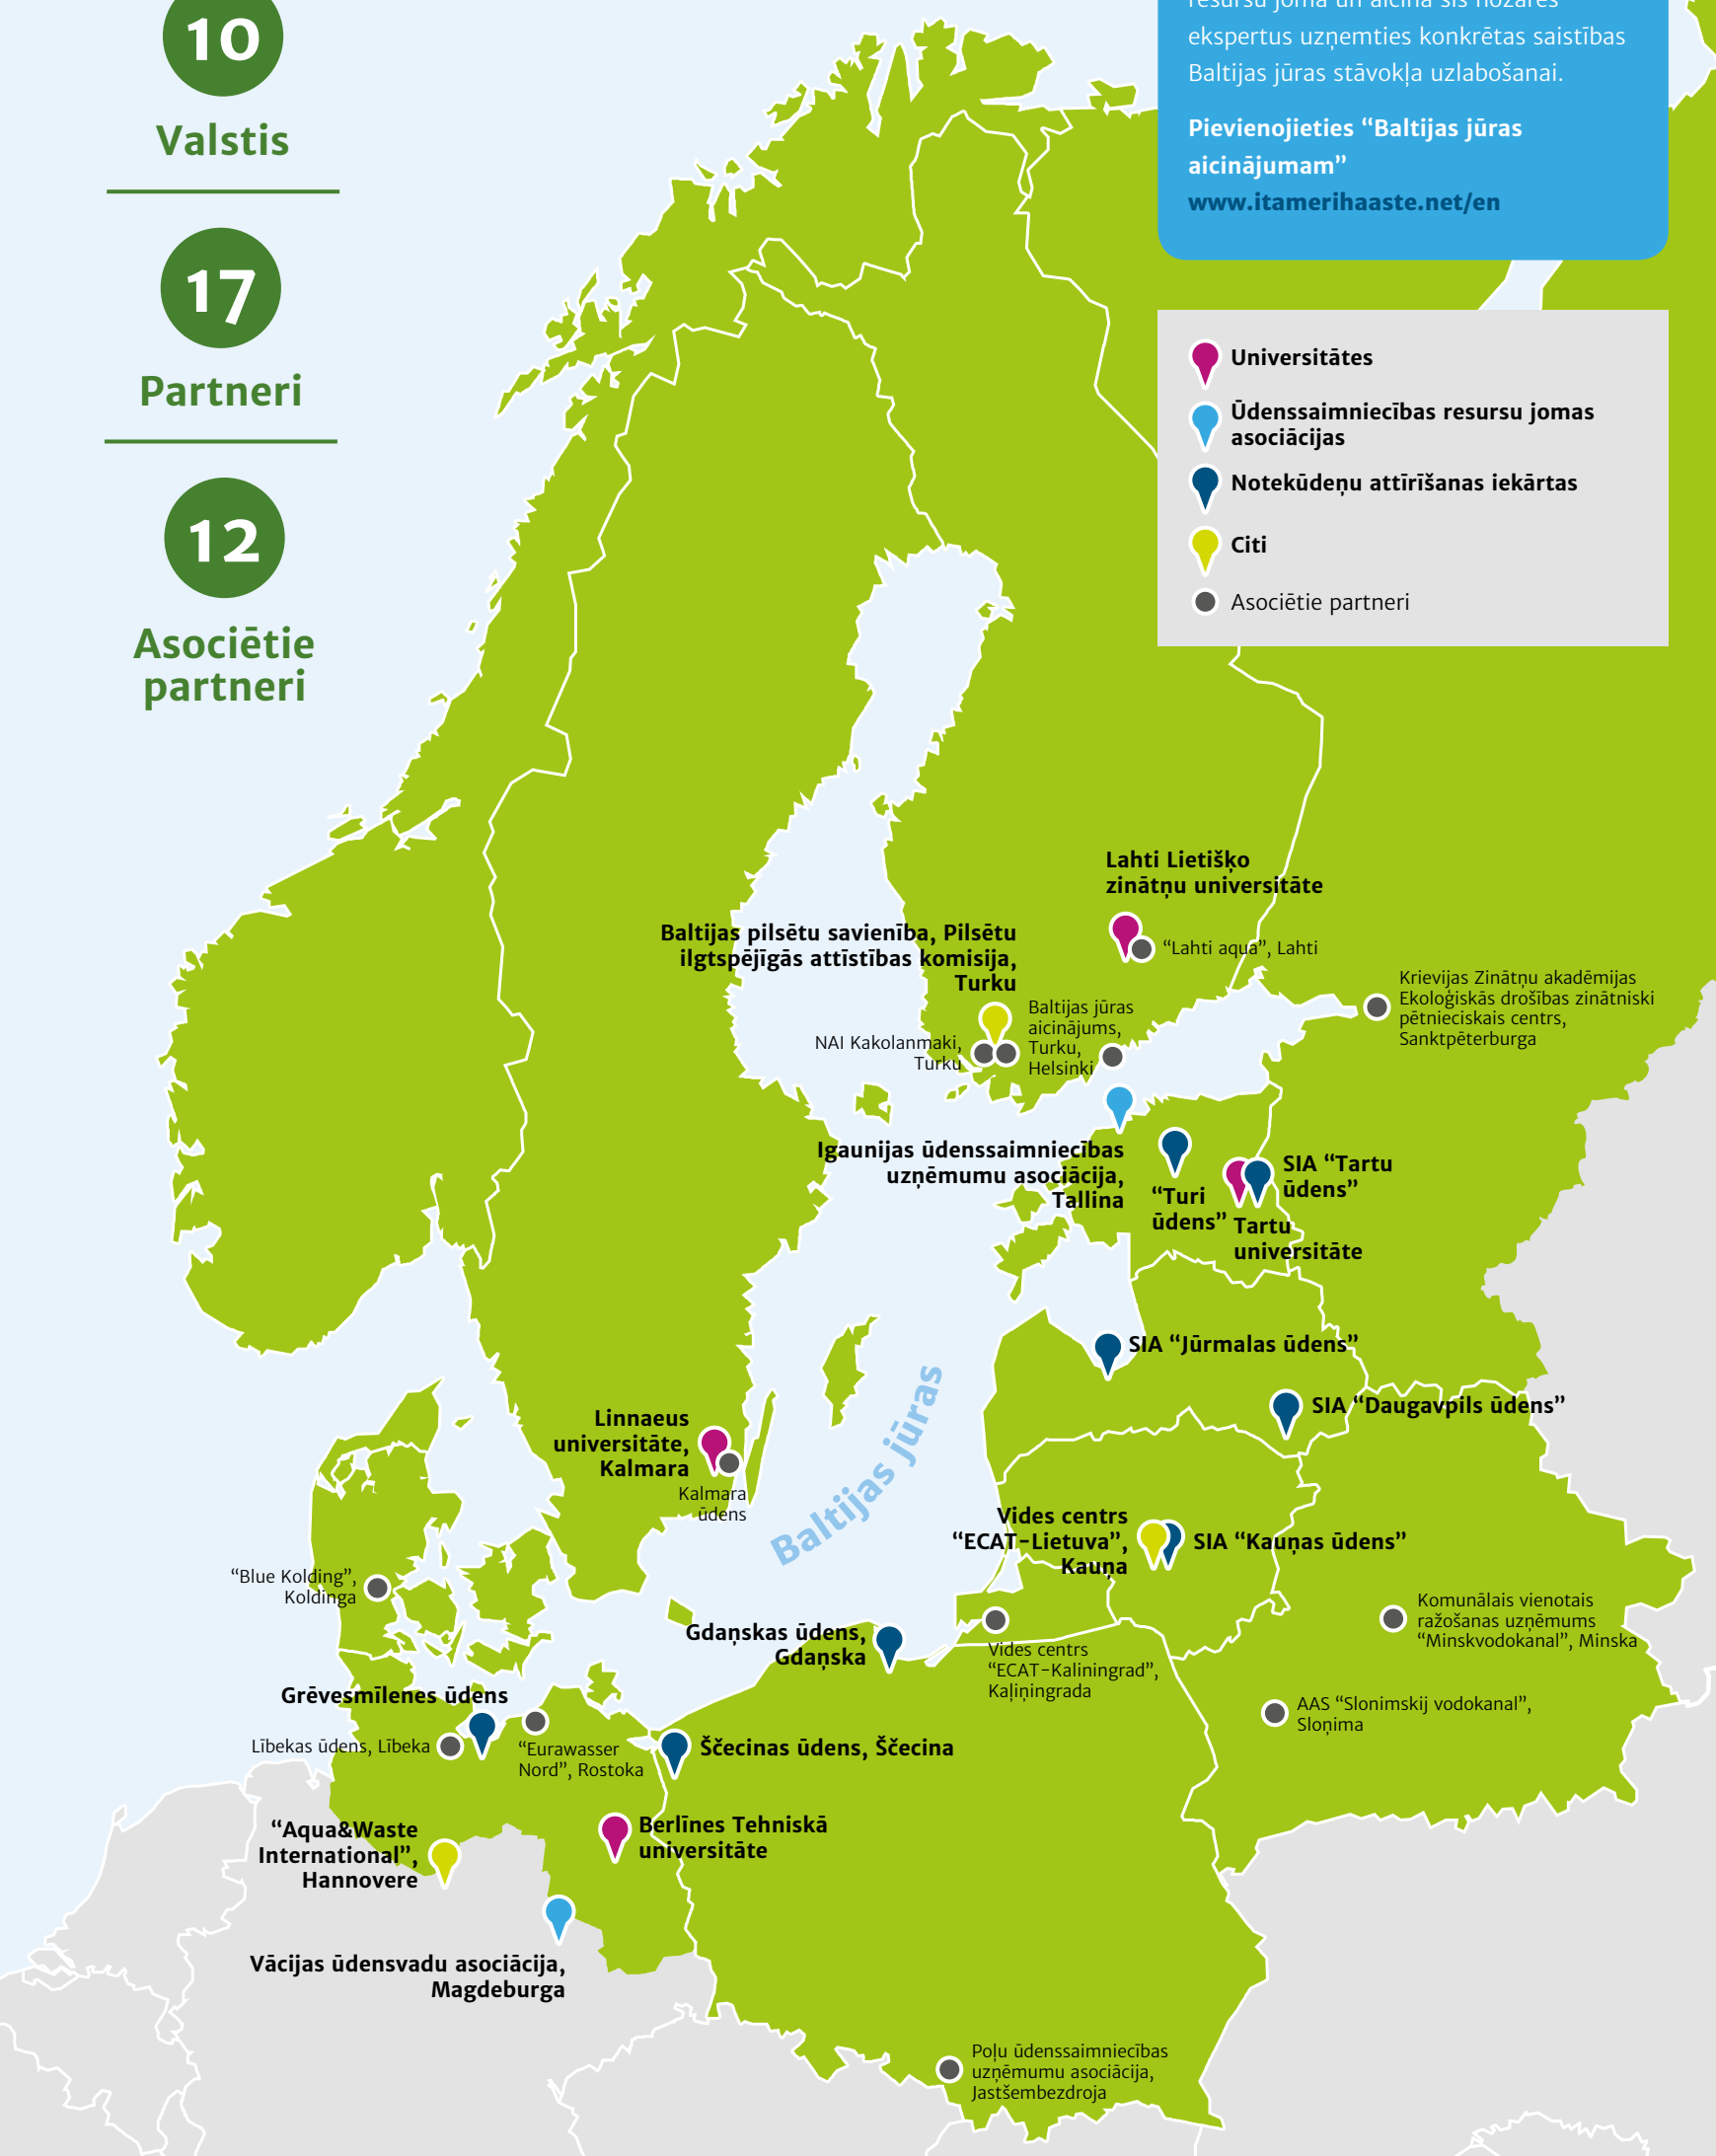 10
Valstis
17
Partneri
12
Asociētie
partneri
resursu jomā un aicina šīs nozares
ekspertus uzņemties konkrētas saistības
Baltijas jūras stāvokļa uzlabošanai.
Pievienojieties “Baltijas jūras
aicinājumam”
www.itamerihaaste.net/en
Universitātes
Ūdenssaimniecības resursu jomas
asociācijas
Notekūdeņu attīrīšanas iekārtas
Citi
Asociētie partneri
Lahti Lietišķo
zinātņu universitāte
“Lahti aqua”, Lahti
Baltijas pilsētu savienība, Pilsētu
ilgtspējīgās attīstības komisija,
Turku
Baltijas jūras
aicinājums,
Turku,
Helsinki
NAI Kakolanmaki,
Turku
Krievijas Zinātņu akadēmijas
Ekoloģiskās drošības zinātniski
pētnieciskais centrs,
Sanktpēterburga
Igaunijas ūdenssaimniecības
uzņēmumu asociācija,
Tallina
“Turi
ūdens”
SIA “Tartu
ūdens”
Tartu
universitāte
SIA “Jūrmalas ūdens”
SIA “Daugavpils ūdens”
Linnaeus
universitāte,
Kalmara
Kalmara
ūdens
Baltijas jūras
Vides centrs
“ECAT-Lietuva”,
Kauņa
SIA “Kauņas ūdens”
“Blue Kolding”,
Koldinga
Komunālais vienotais
ražošanas uzņēmums
“Minskvodokanal”, Minska
Gdaņskas ūdens,
Gdaņska
Vides centrs
“ECAT-Kaliningrad”,
Kaļiņingrada
Grēvesmīlenes ūdens
AAS “Slonimskij vodokanal”,
Sloņima
Lībekas ūdens, Lībeka
“Eurawasser
Nord”, Rostoka
Ščecinas ūdens, Ščecina
“Aqua&Waste
International”,
Hannovere
Berlīnes Tehniskā
universitāte
Vācijas ūdensvadu asociācija,
Magdeburga
Poļu ūdenssaimniecības
uzņēmumu asociācija,
Jastšembezdroja